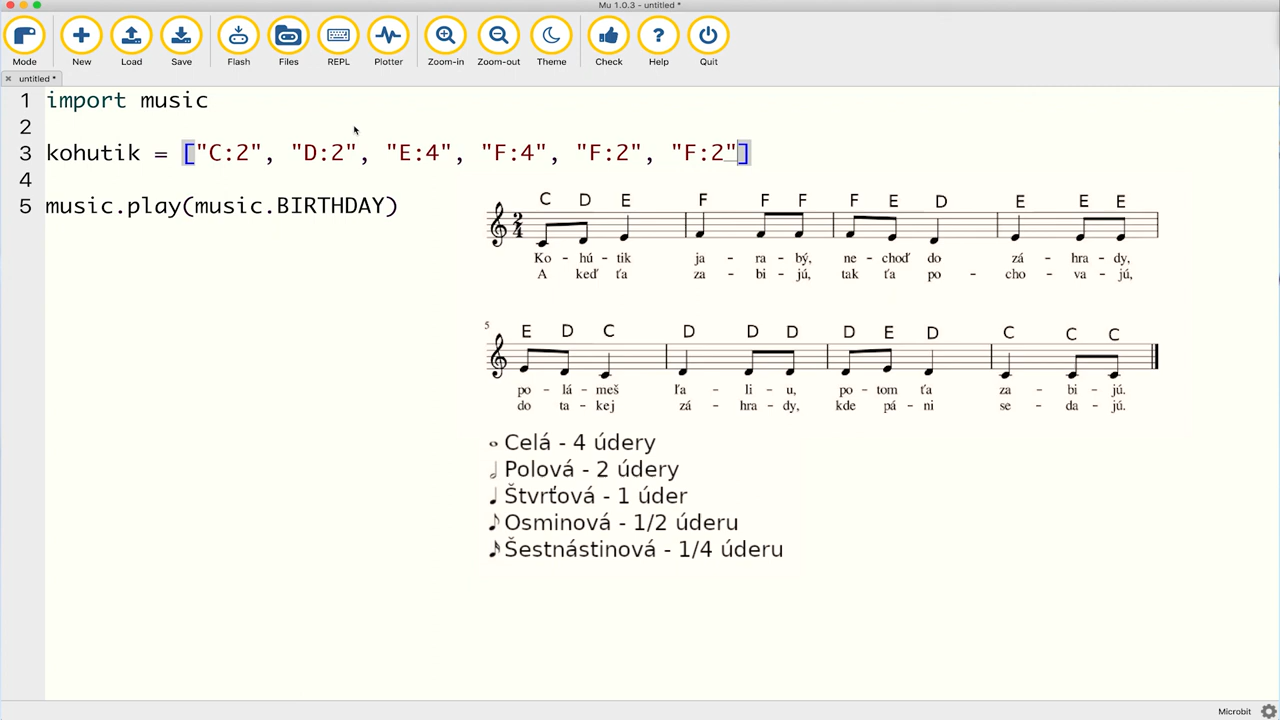 Mu 1.0.3 - untitled *
Mode New Load Save Flash Files REPL Plotter Zoom-in Zoom-out Theme Check Help Quit
untitled *
1 import music
2
3 kohutik = ["C:2", "D:2", "E:4", "F:4", "F:2", "F:2"]
4
5 music.play(music.BIRTHDAY)
C D E F F F F E D E E E
2
4
Ko - hú - tik ja - ra - bý, ne - choď do zá - hra - dy,
A keď ťa za - bi - jú, tak ťa po - cho - va - jú,
5
E D C D D D D E D C C C
po - lá - meš ľa - li - u, po - tom ťa za - bi - jú.
do ta - kej zá - hra - dy, kde pá - ni se - da - jú.
Celá - 4 údery
Polová - 2 údery
Štvrťová - 1 úder
Osminová - 1/2 úderu
Šestnástinová - 1/4 úderu
Microbit